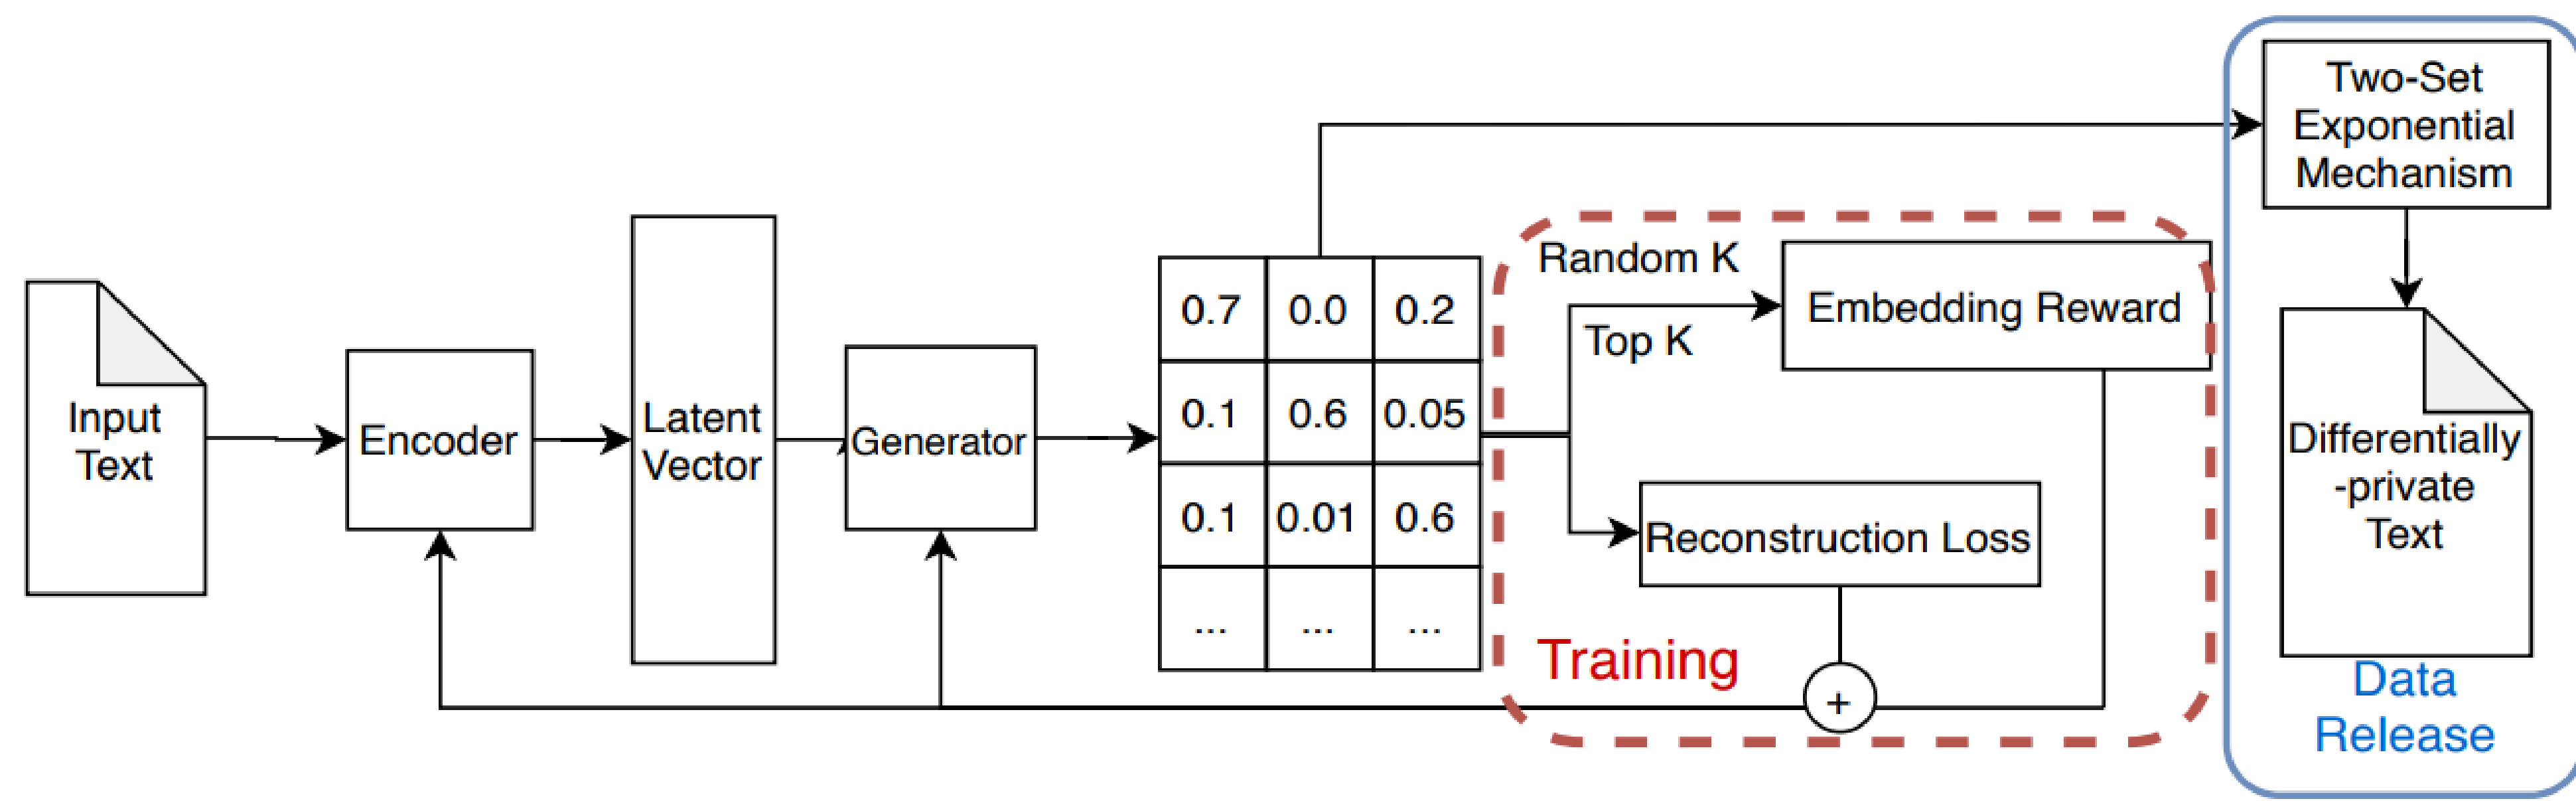 Input
Text
Encoder
Latent
Vector
Generator
0.7 0.0 0.2
0.1 0.6 0.05
0.1 0.01 0.6
... ... ...
Random K
Top K
Embedding Reward
Reconstruction Loss
Training
+
Two-Set
Exponential
Mechanism
Differentially
-private
Text
Data
Release